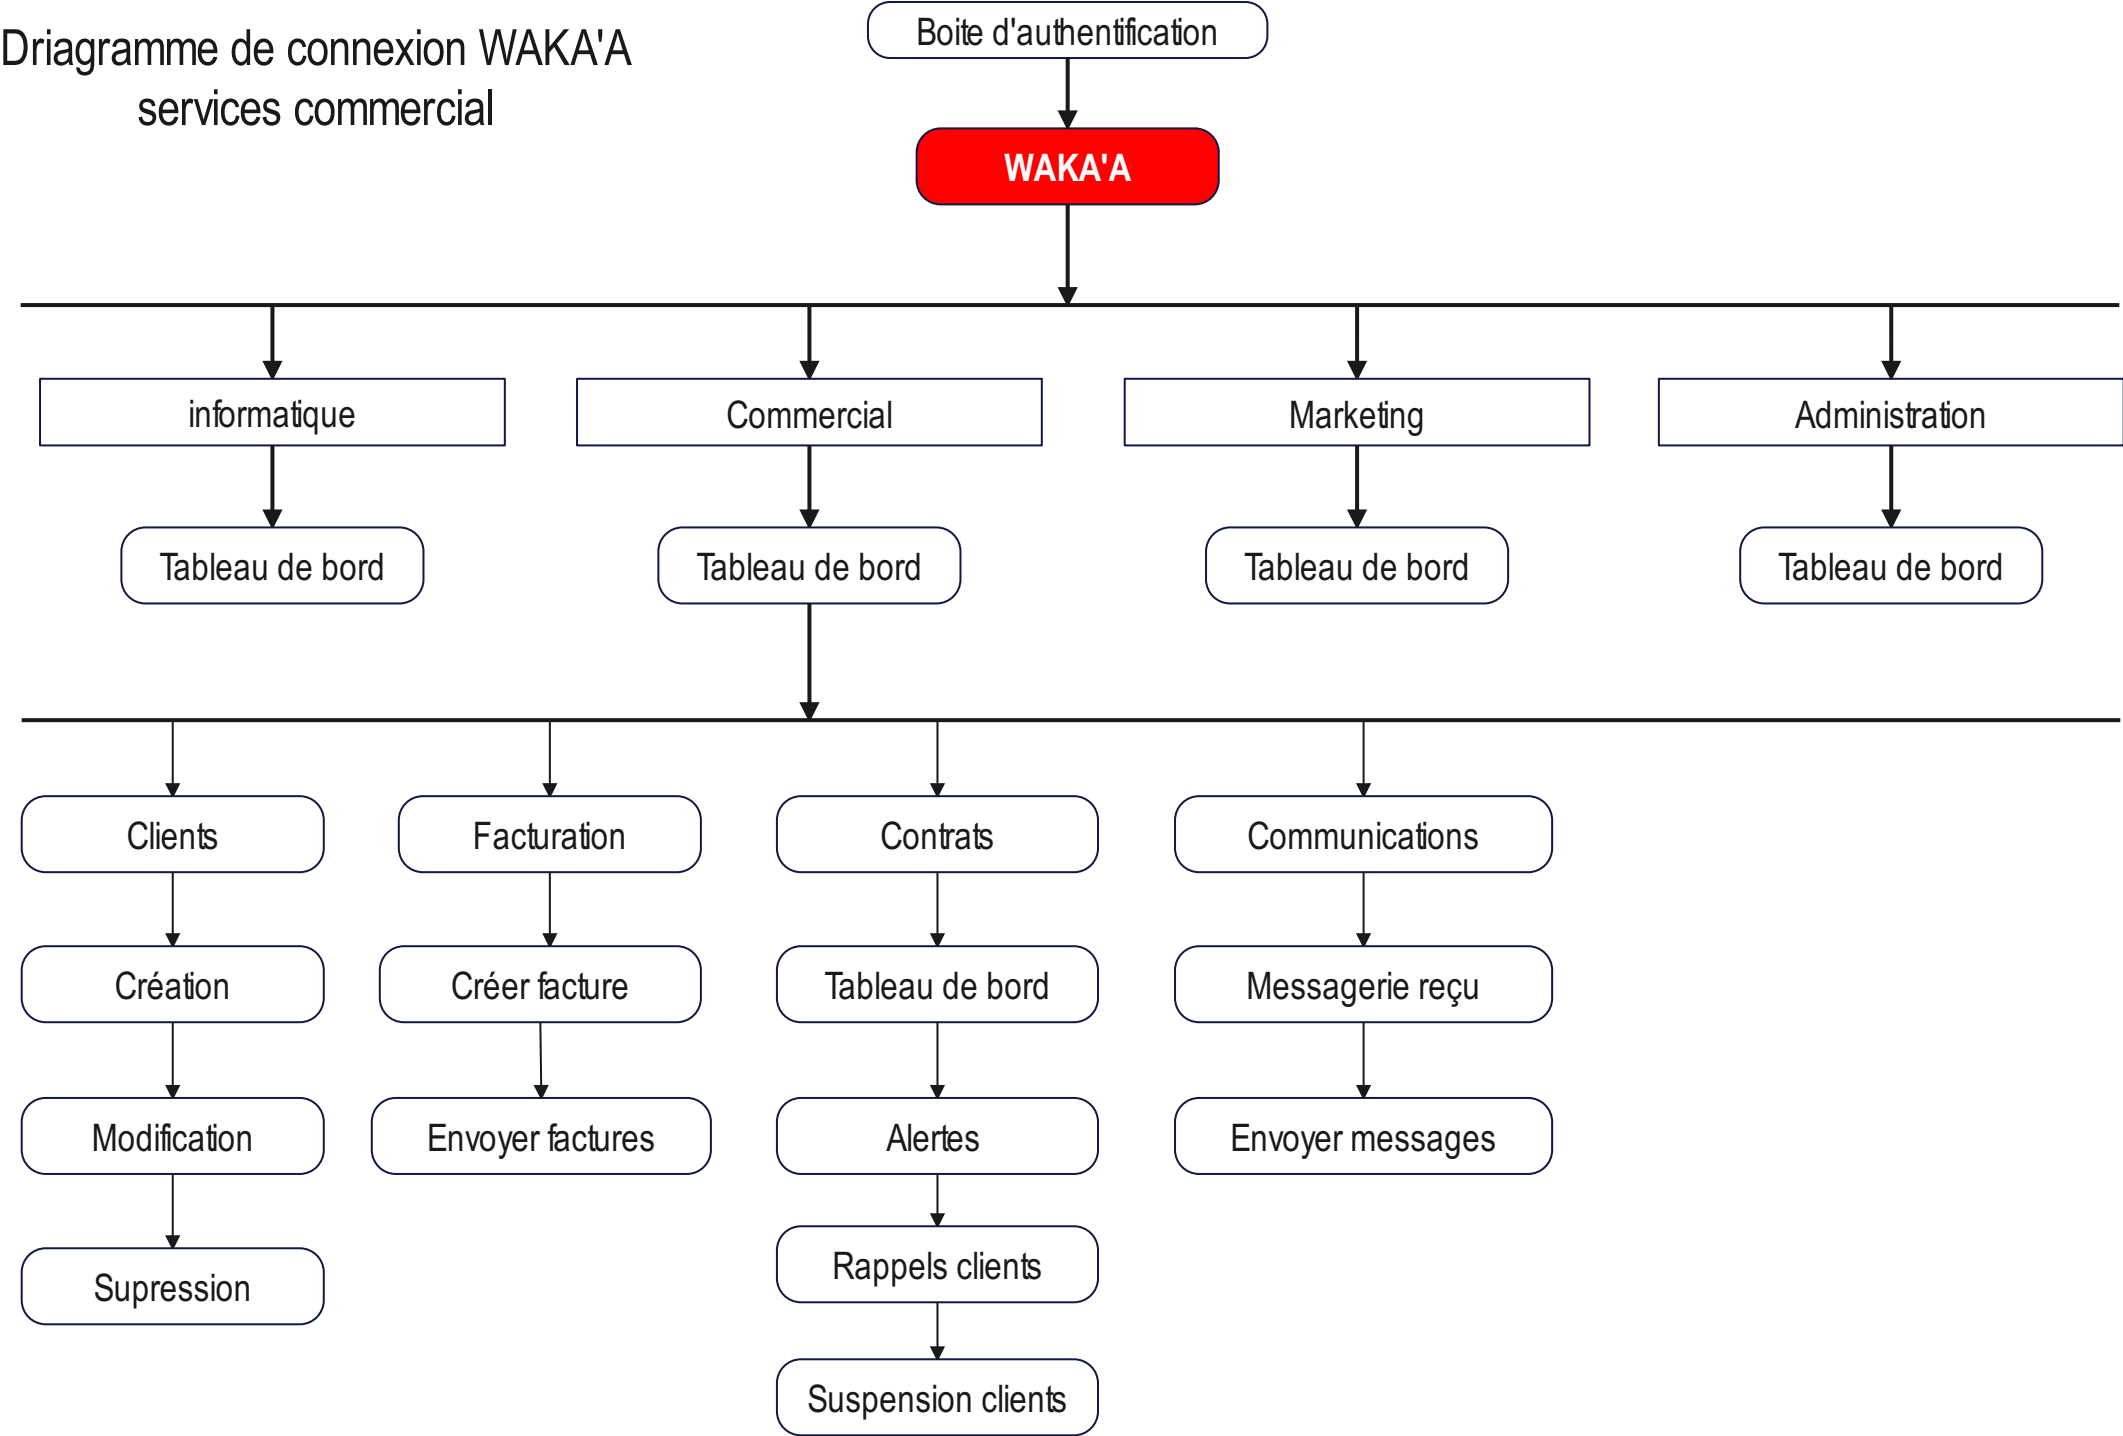 Driagramme de connexion WAKA'A
services commercial
Boite d'authentification
WAKA'A
informatique
Commercial
Marketing
Administration
Tableau de bord
Tableau de bord
Tableau de bord
Tableau de bord
Clients
Facturation
Contrats
Communications
Création
Créer facture
Tableau de bord
Messagerie reçu
Modification
Envoyer factures
Alertes
Envoyer messages
Supression
Rappels clients
Suspension clients